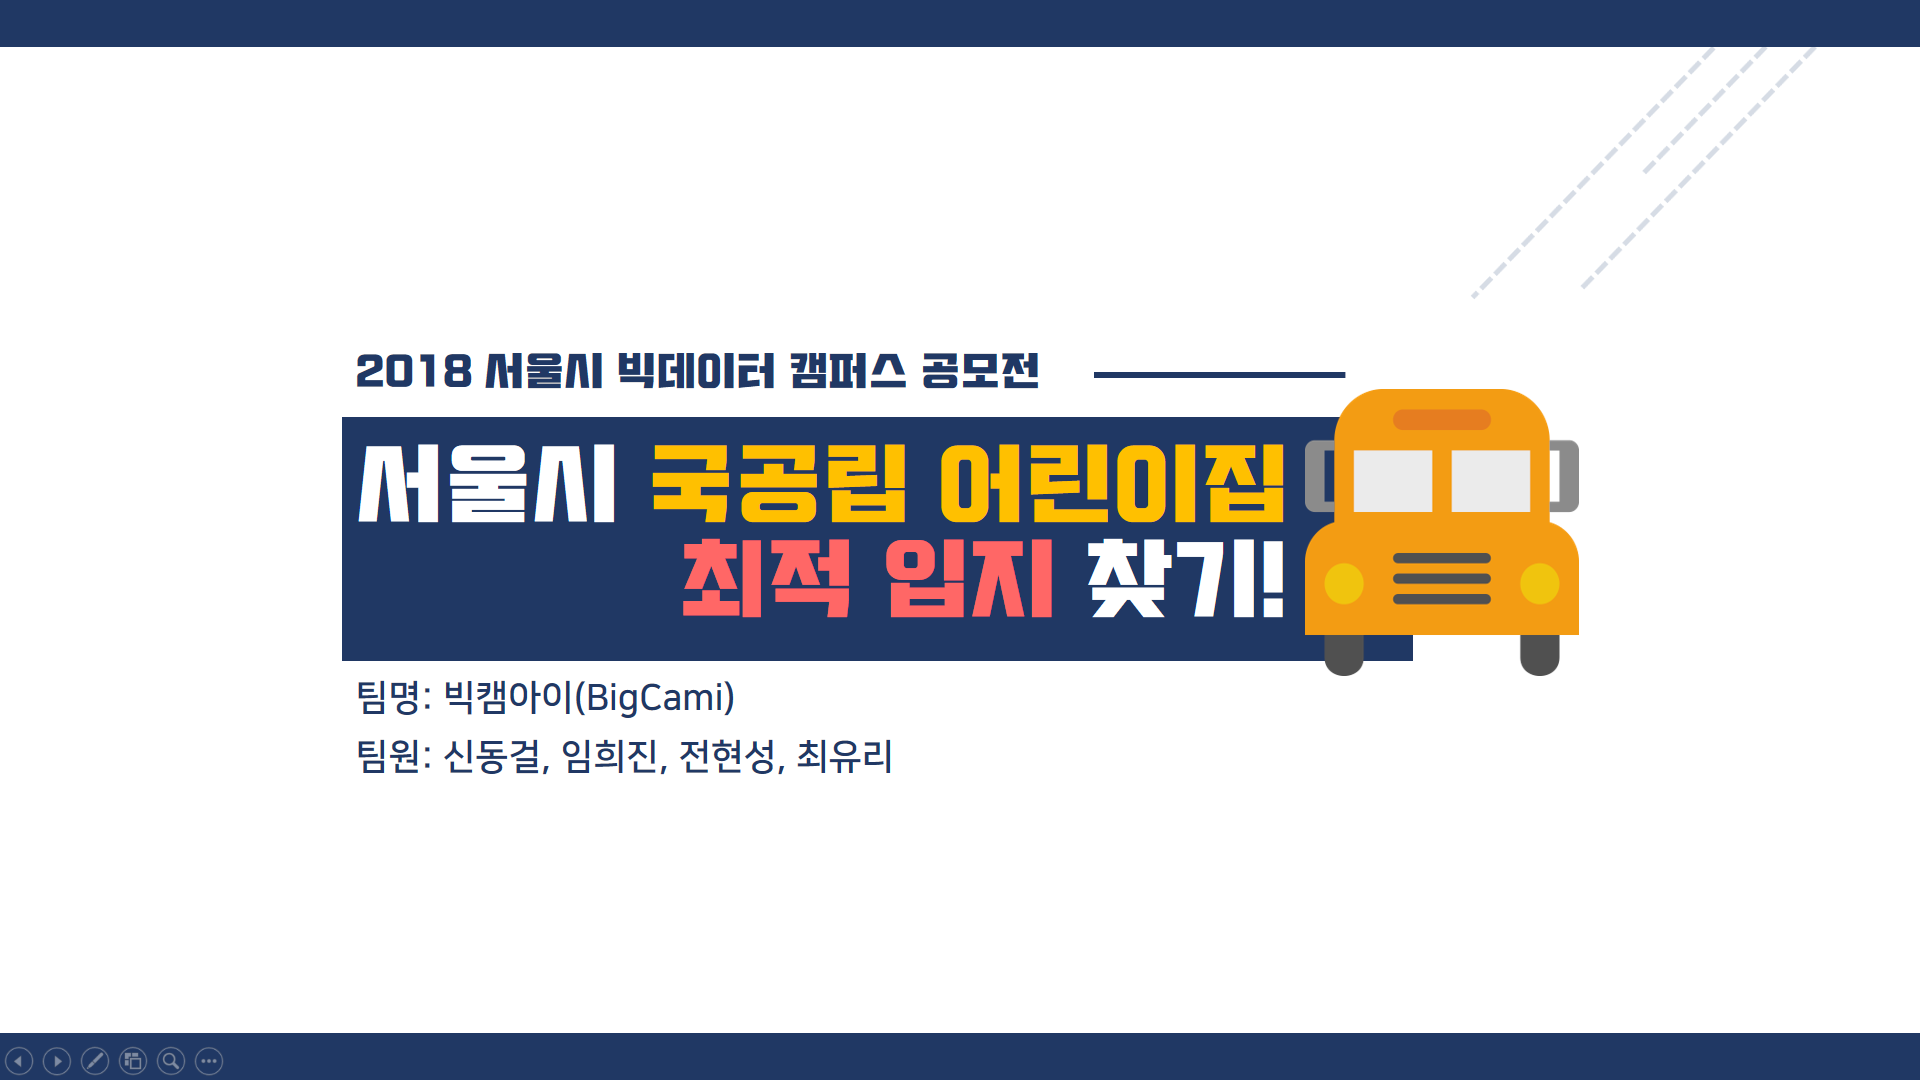 2018 서울시 빅데이터 캠퍼스 공모전
서울시 국공립 어린이집
최적 입지 찾기!
팀명: 빅캠아이(BigCami)
팀원: 신동걸, 임희진, 전현성, 최유리